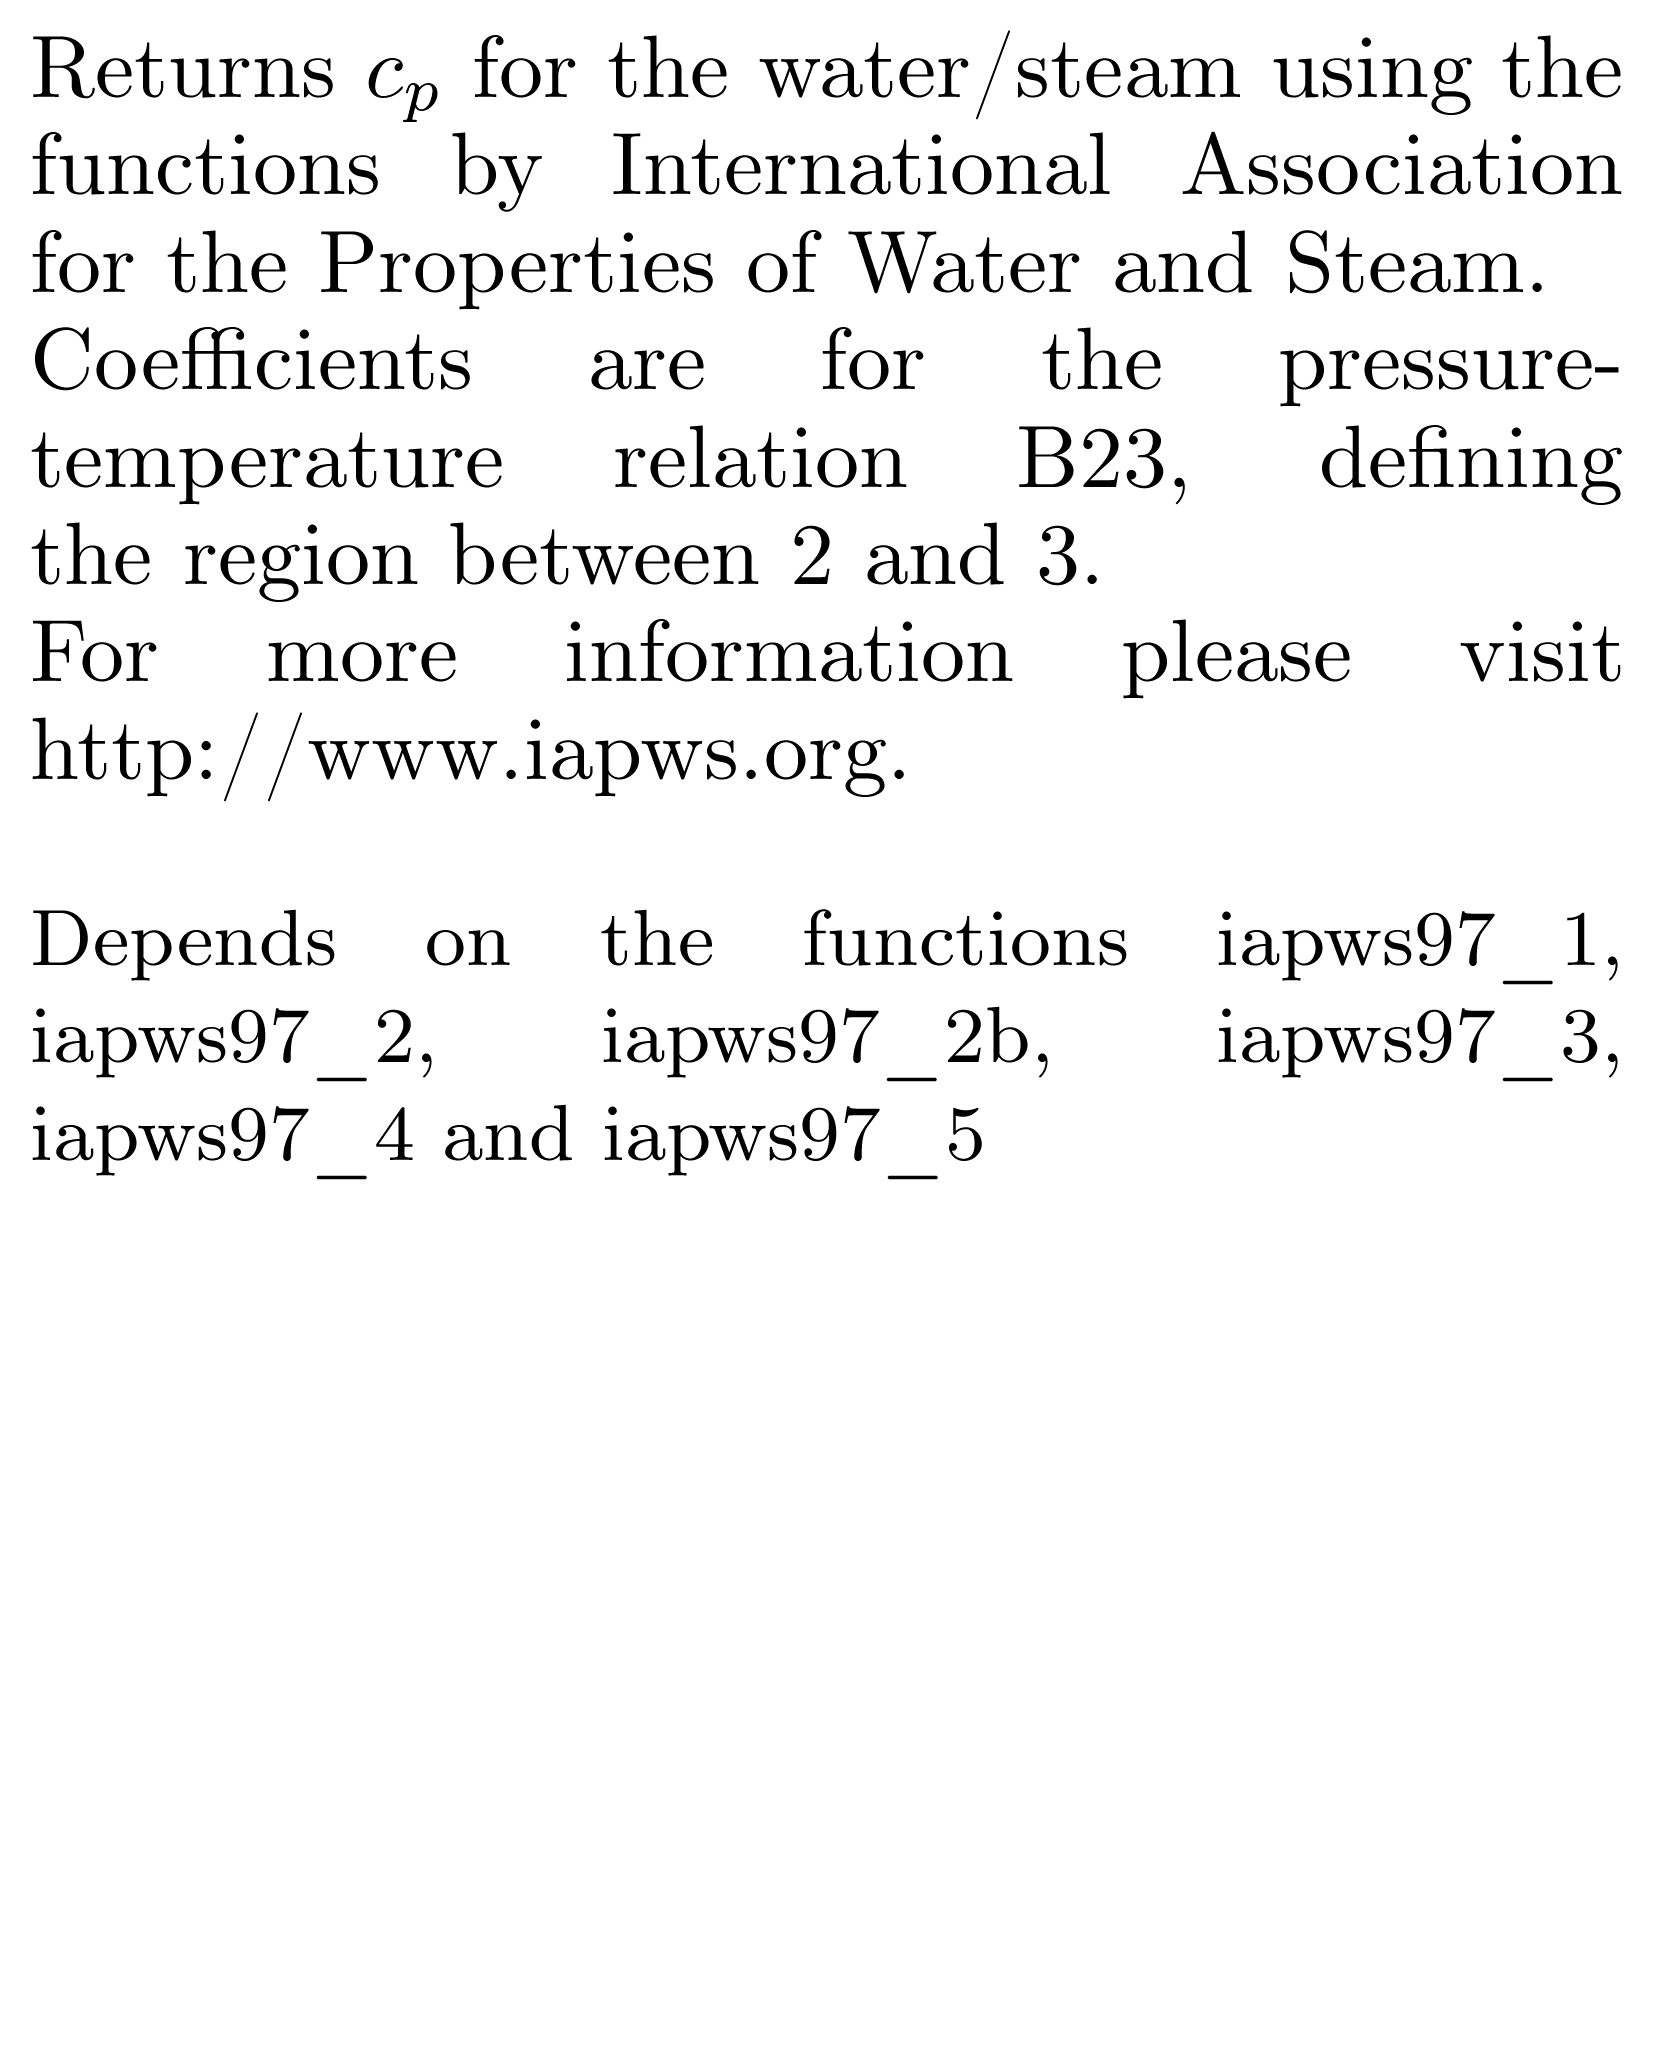 Returns c_p for the water/steam using the
functions by International Association
for the Properties of Water and Steam.
Coefficients are for the pressure-
temperature relation B23, defining
the region between 2 and 3.
For more information please visit
http://www.iapws.org.
Depends on the functions iapws97_1,
iapws97_2, iapws97_2b, iapws97_3,
iapws97_4 and iapws97_5